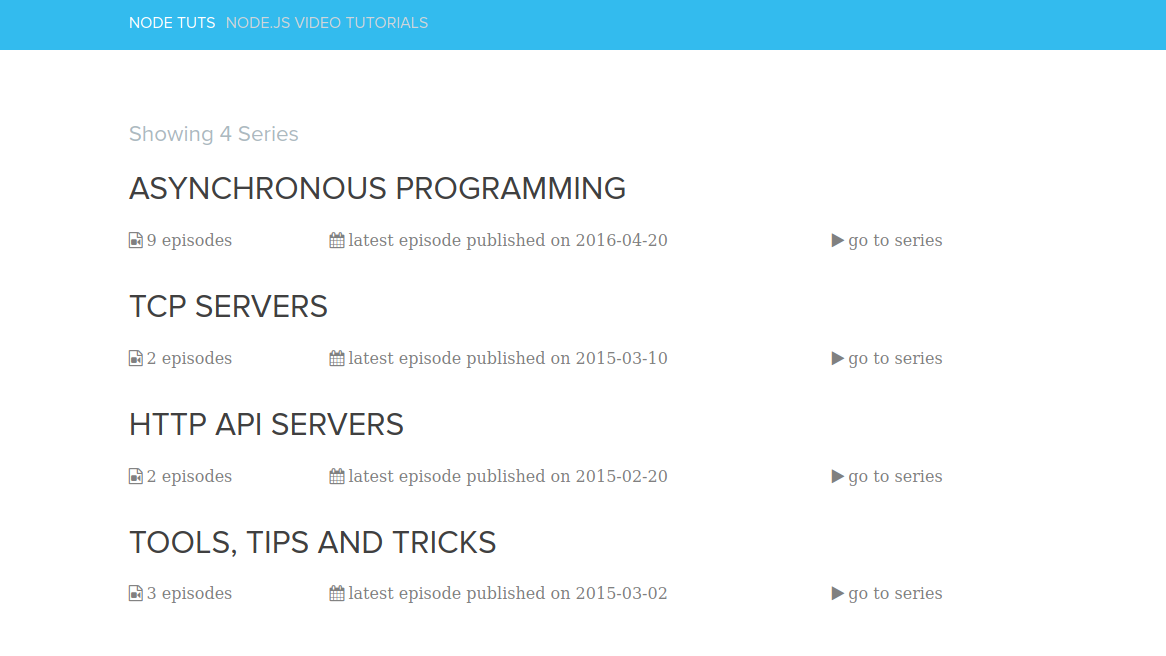 NODE TUTS NODE.JS VIDEO TUTORIALS
Showing 4 Series
ASYNCHRONOUS PROGRAMMING
9 episodes latest episode published on 2016-04-20 go to series
TCP SERVERS
2 episodes latest episode published on 2015-03-10 go to series
HTTP API SERVERS
2 episodes latest episode published on 2015-02-20 go to series
TOOLS, TIPS AND TRICKS
3 episodes latest episode published on 2015-03-02 go to series